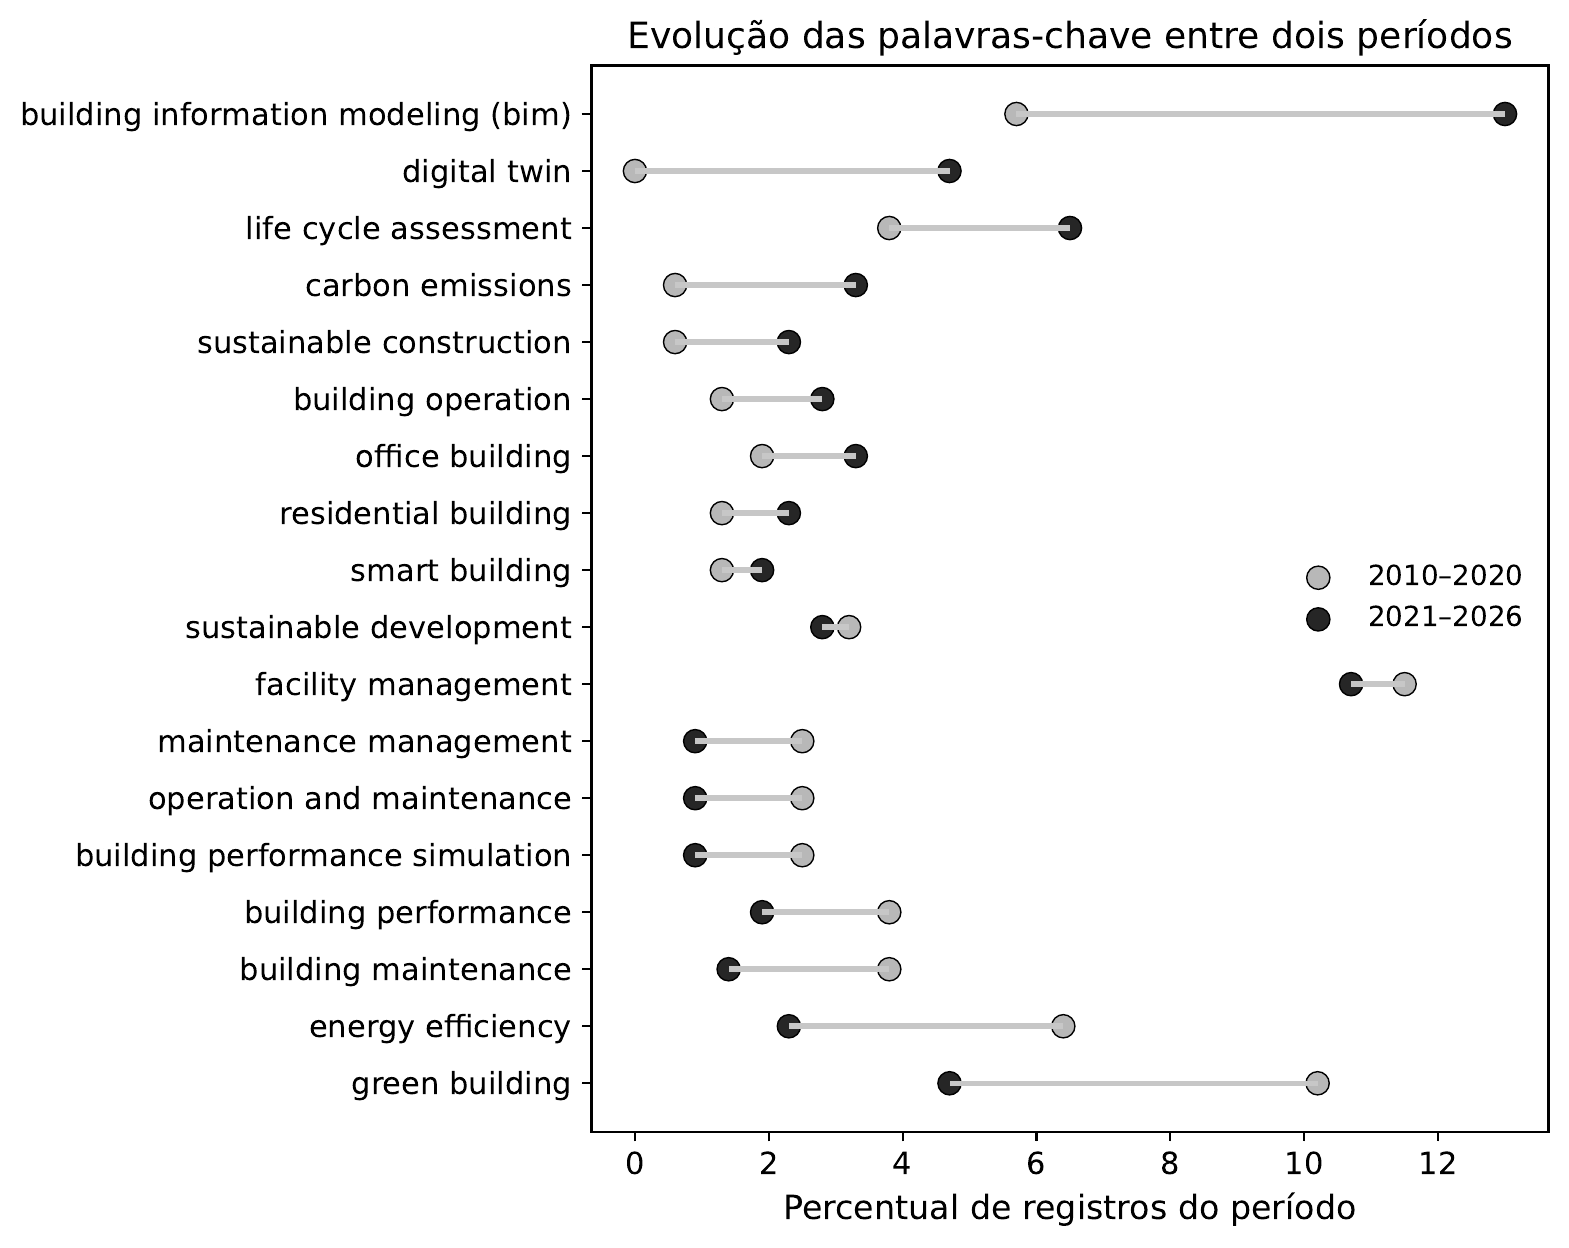 Evolução das palavras-chave entre dois períodos
building information modeling (bim)
digital twin
life cycle assessment
carbon emissions
sustainable construction
building operation
office building
residential building
smart building
sustainable development
facility management
maintenance management
operation and maintenance
building performance simulation
building performance
building maintenance
energy efficiency
green building
2010–2020
2021–2026
0 2 4 6 8 10 12
Percentual de registros do período